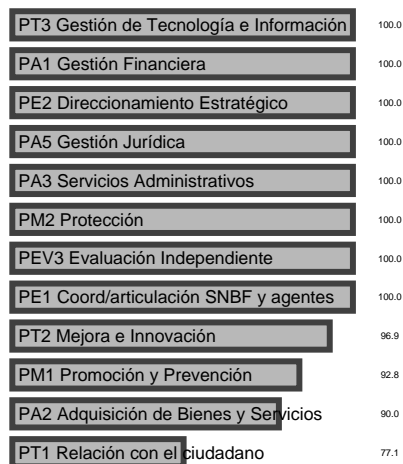 PT3 Gestión de Tecnología e Información 100.0
PA1 Gestión Financiera 100.0
PE2 Direccionamiento Estratégico 100.0
PA5 Gestión Jurídica 100.0
PA3 Servicios Administrativos 100.0
PM2 Protección 100.0
PEV3 Evaluación Independiente 100.0
PE1 Coord/articulación SNBF y agentes 100.0
PT2 Mejora e Innovación 96.9
PM1 Promoción y Prevención 92.8
PA2 Adquisición de Bienes y Servicios 90.0
PT1 Relación con el ciudadano 77.1